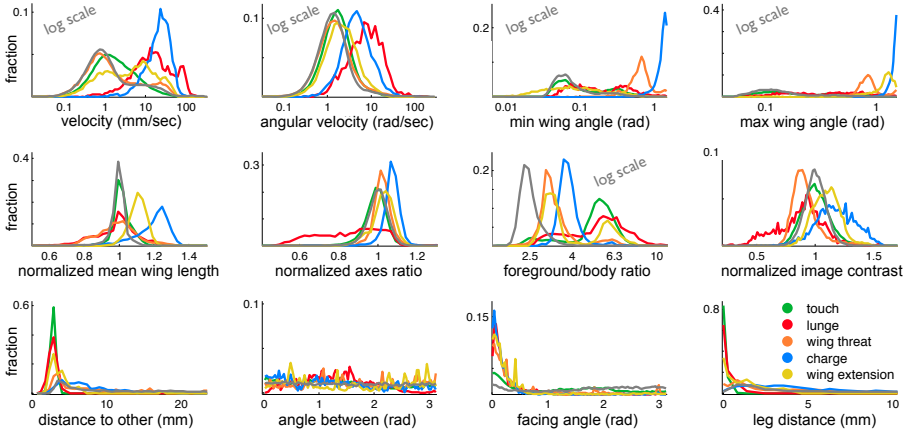 0.1
log scale
fraction
0.1 1 10 100
velocity (mm/sec)
0.1
log scale
0.1 1 10
angular velocity (rad/sec)
0.2
log scale
0.01 0.1 1
min wing angle (rad)
0.4
log scale
0.1 1
max wing angle (rad)
0.4
fraction
0.6 0.8 1 1.2 1.4
normalized mean wing length
0.3
0.6 0.8 1 1.2
normalized axes ratio
0.2
log scale
2.5 4 6.3 10
foreground/body ratio
0.1
0.5 1 1.5
normalized image contrast
0.6
fraction
0 10 20
distance to other (mm)
0.1
0 1 2 3
angle between (rad)
0.15
0 1 2 3
facing angle (rad)
0.8
touch
lunge
wing threat
charge
wing extension
0 5 10
leg distance (mm)